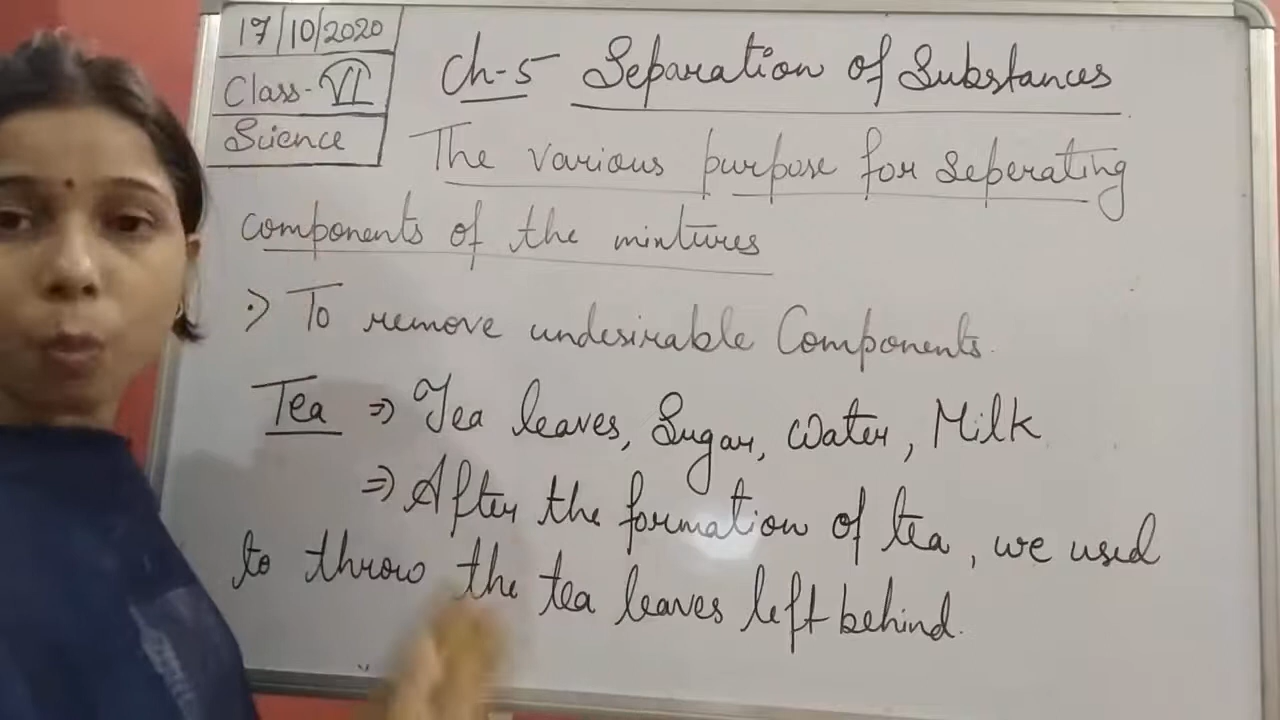 17/10/2020
Class-VI
Science
Ch-5 Separation of Substances
The various purpose for seperating
components of the mixtures
·> To remove undesirable Components.
Tea ⇒ Tea leaves, Sugar, Water, Milk
⇒ After the formation of tea, we used
to throw the tea leaves left behind.